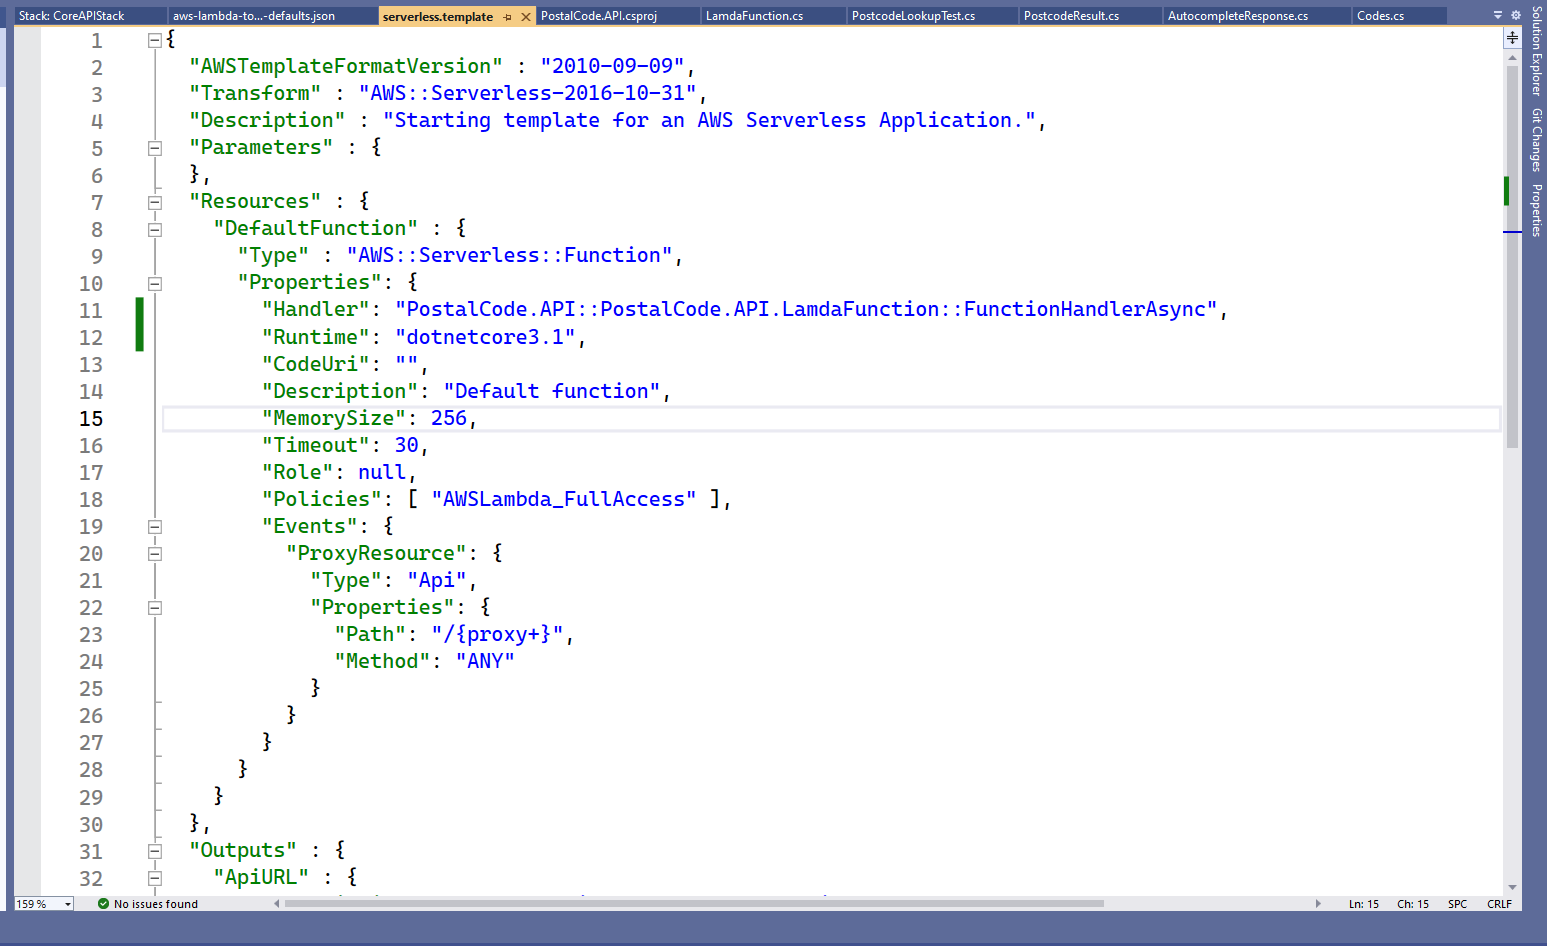 Stack: CoreAPIStack
aws-lambda-to...-defaults.json
serverless.template
PostalCode.API.csproj
LamdaFunction.cs
PostcodeLookupTest.cs
PostcodeResult.cs
AutocompleteResponse.cs
Codes.cs
1 {
2 "AWSTemplateFormatVersion" : "2010-09-09",
3 "Transform" : "AWS::Serverless-2016-10-31",
4 "Description" : "Starting template for an AWS Serverless Application.",
5 "Parameters" : {
6 },
7 "Resources" : {
8 "DefaultFunction" : {
9 "Type" : "AWS::Serverless::Function",
10 "Properties": {
11 "Handler": "PostalCode.API::PostalCode.API.LamdaFunction::FunctionHandlerAsync",
12 "Runtime": "dotnetcore3.1",
13 "CodeUri": "",
14 "Description": "Default function",
15 "MemorySize": 256,
16 "Timeout": 30,
17 "Role": null,
18 "Policies": [ "AWSLambda_FullAccess" ],
19 "Events": {
20 "ProxyResource": {
21 "Type": "Api",
22 "Properties": {
23 "Path": "/{proxy+}",
24 "Method": "ANY"
25 }
26 }
27 }
28 }
29 }
30 },
31 "Outputs" : {
32 "ApiURL" : {
159 %
No issues found
Ln: 15
Ch: 15
SPC
CRLF
Solution Explorer
Git Changes
Properties